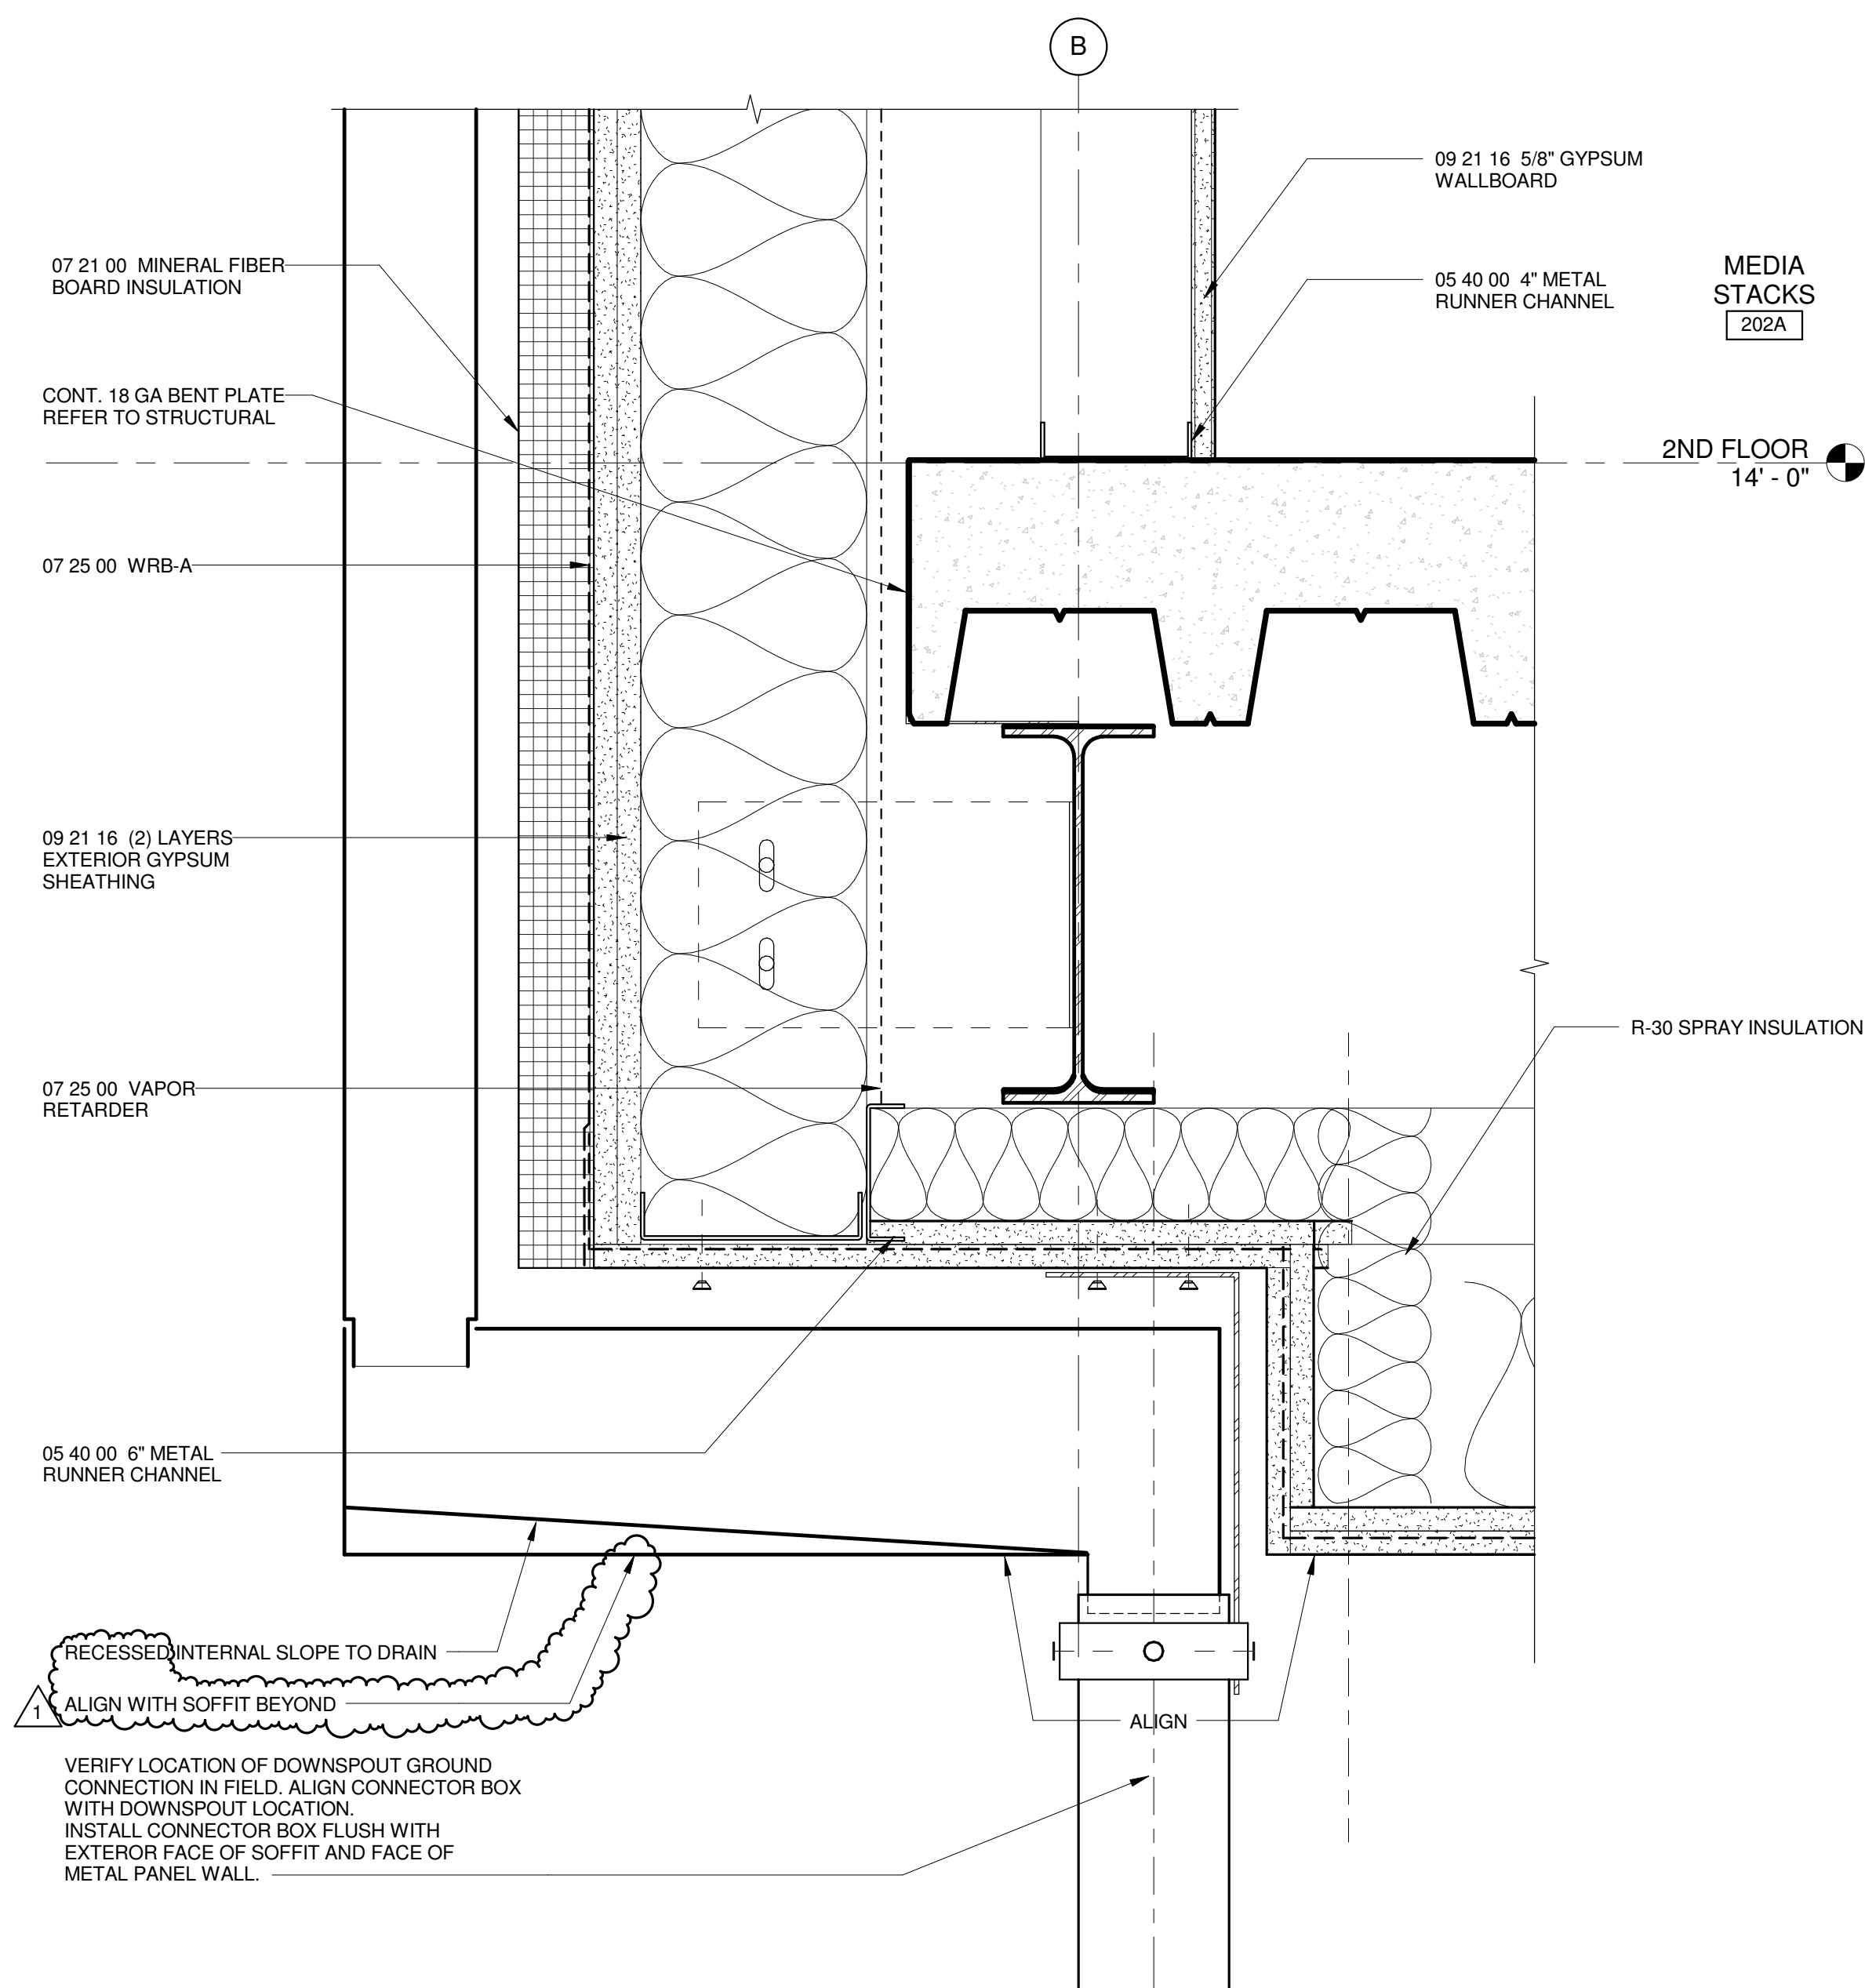 B
09 21 16 5/8" GYPSUM
WALLBOARD
07 21 00 MINERAL FIBER
BOARD INSULATION
05 40 00 4" METAL
RUNNER CHANNEL
MEDIA
STACKS
202A
CONT. 18 GA BENT PLATE
REFER TO STRUCTURAL
2ND FLOOR
14' - 0"
07 25 00 WRB-A
09 21 16 (2) LAYERS
EXTERIOR GYPSUM
SHEATHING
R-30 SPRAY INSULATION
07 25 00 VAPOR
RETARDER
05 40 00 6" METAL
RUNNER CHANNEL
RECESSED INTERNAL SLOPE TO DRAIN
1
ALIGN WITH SOFFIT BEYOND
ALIGN
VERIFY LOCATION OF DOWNSPOUT GROUND
CONNECTION IN FIELD. ALIGN CONNECTOR BOX
WITH DOWNSPOUT LOCATION.
INSTALL CONNECTOR BOX FLUSH WITH
EXTEROR FACE OF SOFFIT AND FACE OF
METAL PANEL WALL.